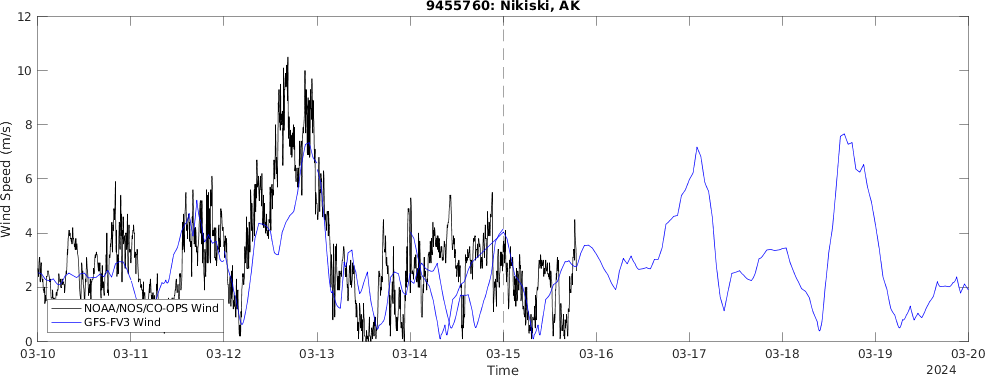 9455760: Nikiski, AK
Wind Speed (m/s)
12
10
8
6
4
2
0
NOAA/NOS/CO-OPS Wind
GFS-FV3 Wind
03-10 03-11 03-12 03-13 03-14 03-15 03-16 03-17 03-18 03-19 03-20
Time
2024